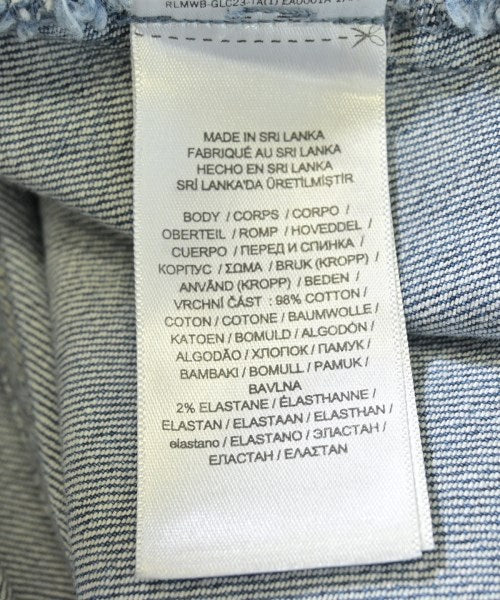 MADE IN SRI LANKA
FABRIQUÉ AU SRI LANKA
HECHO EN SRI LANKA
SRİ LANKA'DA ÜRETİLMİŞTİR
BODY / CORPS / CORPO /
OBERTEIL / ROMP / HOVEDDEL /
CUERPO / ПЕРЕД И СПИНКА /
КОРПУС / ΣΩΜΑ / BRUK (KROPP) /
ANVÄND (KROPP) / BEDEN /
VRCHNÍ ČÁST : 98% COTTON /
COTON / COTONE / BAUMWOLLE /
KATOEN / BOMULD / ALGODÓN /
ALGODÃO / ХЛОПОК / ПАМУК /
ΒΑΜΒΑΚΙ / BOMULL / PAMUK /
BAVLNA
2% ELASTANE / ÉLASTHANNE /
ELASTAN / ELASTAAN / ELASTHAN /
elastano / ELASTANO / ЭЛАСТАН /
ЕЛАСТАН / ΕΛΑΣΤΑΝ